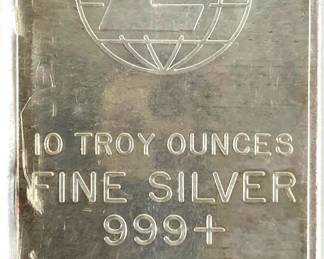 10 TROY OUNCES
FINE SILVER
999+